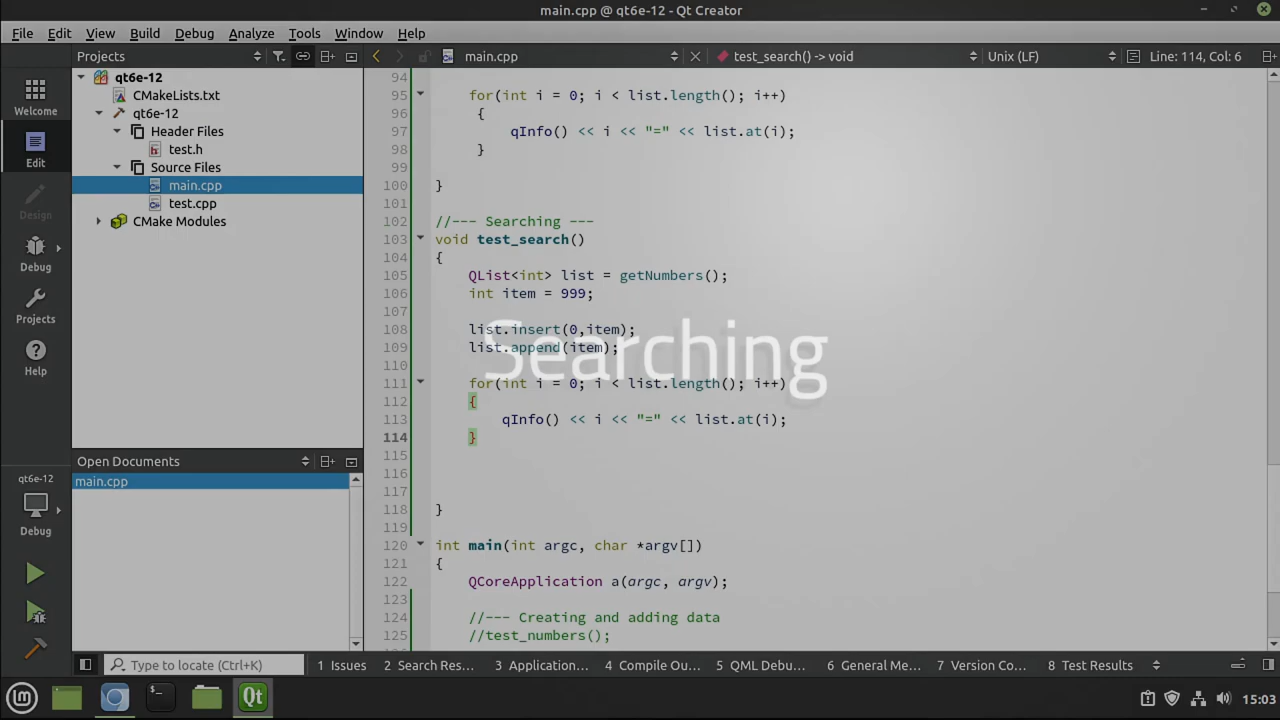 main.cpp @ qt6e-12 - Qt Creator
File Edit View Build Debug Analyze Tools Window Help
Projects main.cpp test_search() -> void Unix (LF) Line: 114, Col: 6
Welcome
Edit
Design
Debug
Projects
Help
qt6e-12
Debug
qt6e-12
CMakeLists.txt
qt6e-12
Header Files
test.h
Source Files
main.cpp
test.cpp
CMake Modules
Open Documents
main.cpp
94
95 for(int i = 0; i < list.length(); i++)
96 {
97 qInfo() << i << "=" << list.at(i);
98 }
99
100 }
101
102 //--- Searching ---
103 void test_search()
104 {
105 QList<int> list = getNumbers();
106 int item = 999;
107
108 list.insert(0,item);
109 list.append(item);
110
111 for(int i = 0; i < list.length(); i++)
112 {
113 qInfo() << i << "=" << list.at(i);
114 }
115
116
117
118 }
119
120 int main(int argc, char *argv[])
121 {
122 QCoreApplication a(argc, argv);
123
124 //--- Creating and adding data
125 //test_numbers();
Searching
Type to locate (Ctrl+K) 1 Issues 2 Search Res... 3 Application... 4 Compile Ou... 5 QML Debu... 6 General Me... 7 Version Co... 8 Test Results
15:03